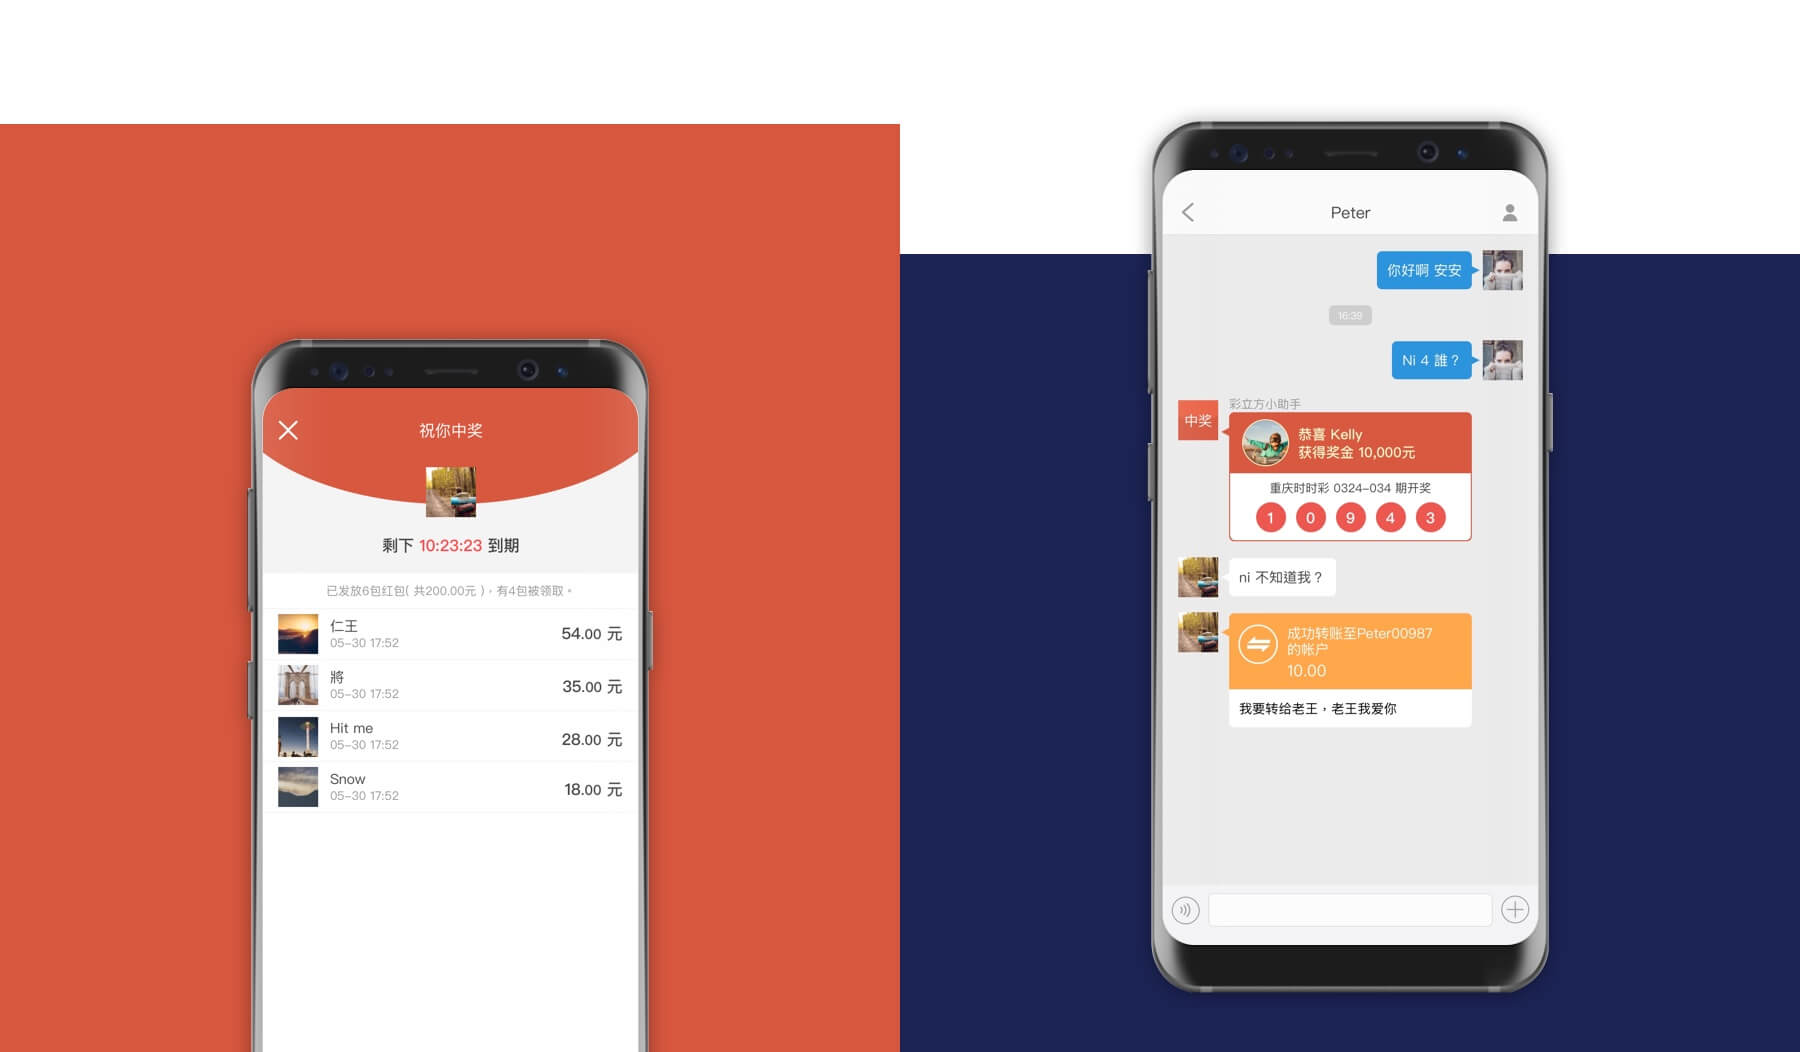 祝你中奖
剩下 10:23:23 到期
已发放6包红包( 共200.00元 )，有4包被领取。
仁王
05-30 17:52
54.00 元
將
05-30 17:52
35.00 元
Hit me
05-30 17:52
28.00 元
Snow
05-30 17:52
18.00 元
Peter
你好啊 安安
16:39
Ni 4 誰？
彩立方小助手
中奖
恭喜 Kelly
获得奖金 10,000元
重庆时时彩 0324-034 期开奖
1 0 9 4 3
ni 不知道我？
成功转账至Peter00987
的帐户
10.00
我要转给老王，老王我爱你